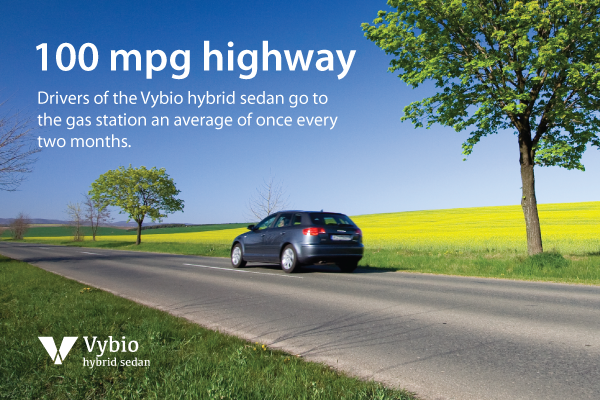 100 mpg highway
Drivers of the Vybio hybrid sedan go to
the gas station an average of once every
two months.
Vybio
hybrid sedan